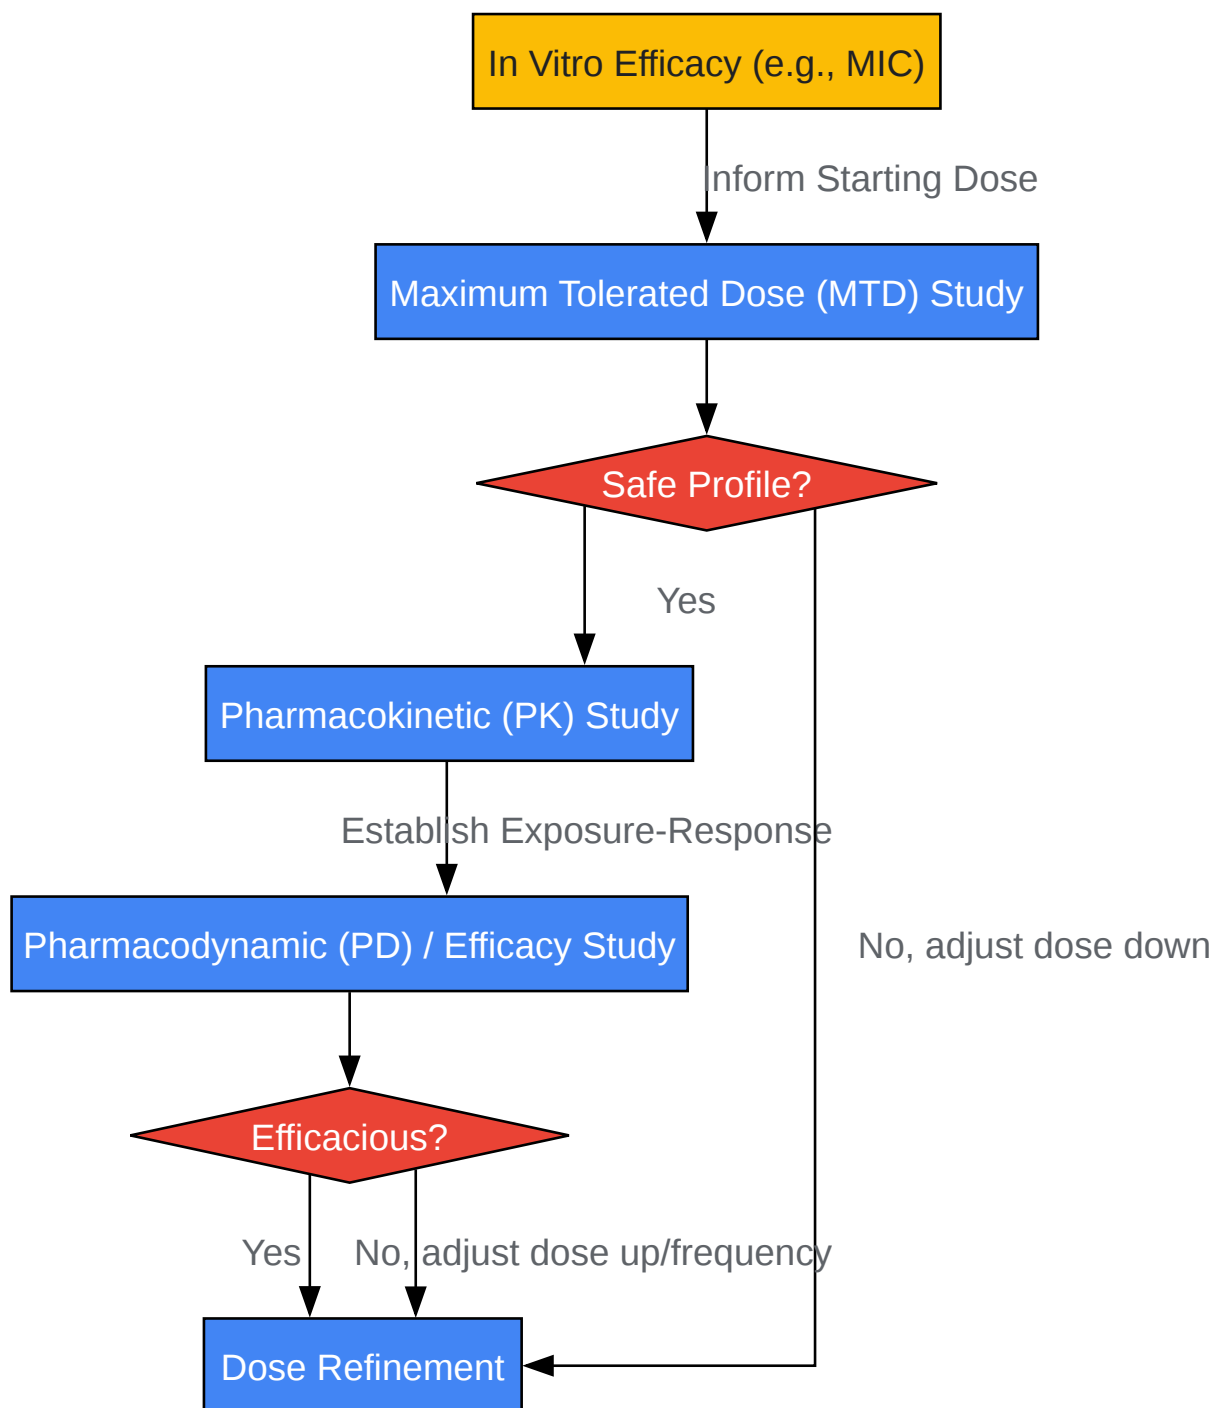 In Vitro Efficacy (e.g., MIC)
Inform Starting Dose
Maximum Tolerated Dose (MTD) Study
Safe Profile?
Yes
Pharmacokinetic (PK) Study
Establish Exposure-Response
Pharmacodynamic (PD) / Efficacy Study
No, adjust dose down
Efficacious?
Yes
No, adjust dose up/frequency
Dose Refinement